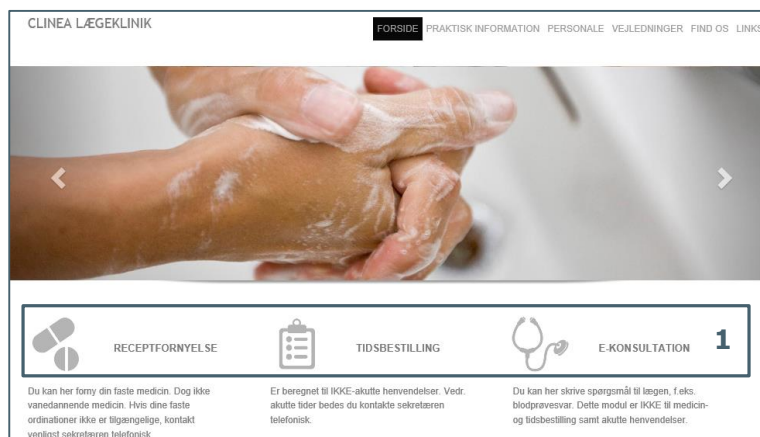 CLINEA LÆGEKLINIK
FORSIDE PRAKTISK INFORMATION PERSONALE VEJLEDNINGER FIND OS LINKS
RECEPTFORNYELSE
TIDSBESTILLING
E-KONSULTATION
1
Du kan her forny din faste medicin. Dog ikke
vanedannende medicin. Hvis dine faste
ordinationer ikke er tilgængelige, kontakt
venligst sekretæren telefonisk
Er beregnet til IKKE-akutte henvendelser. Vedr.
akutte tider bedes du kontakte sekretæren
telefonisk.
Du kan her skrive spørgsmål til lægen, f.eks.
blodprøvesvar. Dette modul er IKKE til medicin-
og tidsbestilling samt akutte henvendelser.